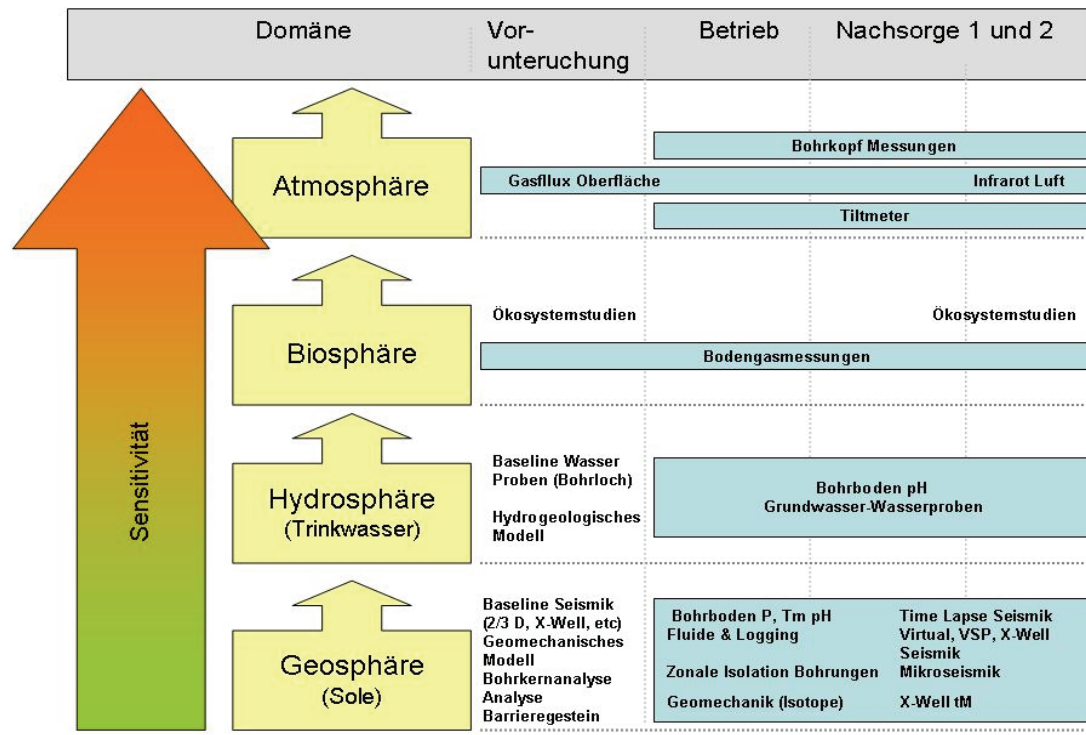 Domäne
Vor-
unteruchung
Betrieb
Nachsorge 1 und 2
Sensitivität
Atmosphäre
Bohrkopf Messungen
Gasfllux Oberfläche
Infrarot Luft
Tiltmeter
Biosphäre
Ökosystemstudien
Ökosystemstudien
Bodengasmessungen
Hydrosphäre
(Trinkwasser)
Baseline Wasser
Proben (Bohrloch)
Hydrogeologisches
Modell
Bohrboden pH
Grundwasser-Wasserproben
Geosphäre
(Sole)
Baseline Seismik
(2/3 D, X-Well, etc)
Geomechanisches
Modell
Bohrkernanalyse
Analyse
Barrieregestein
Bohrboden P, Tm pH
Fluide & Logging
Zonale Isolation Bohrungen
Geomechanik (Isotope)
Time Lapse Seismik
Virtual, VSP, X-Well
Seismik
Mikroseismik
X-Well tM